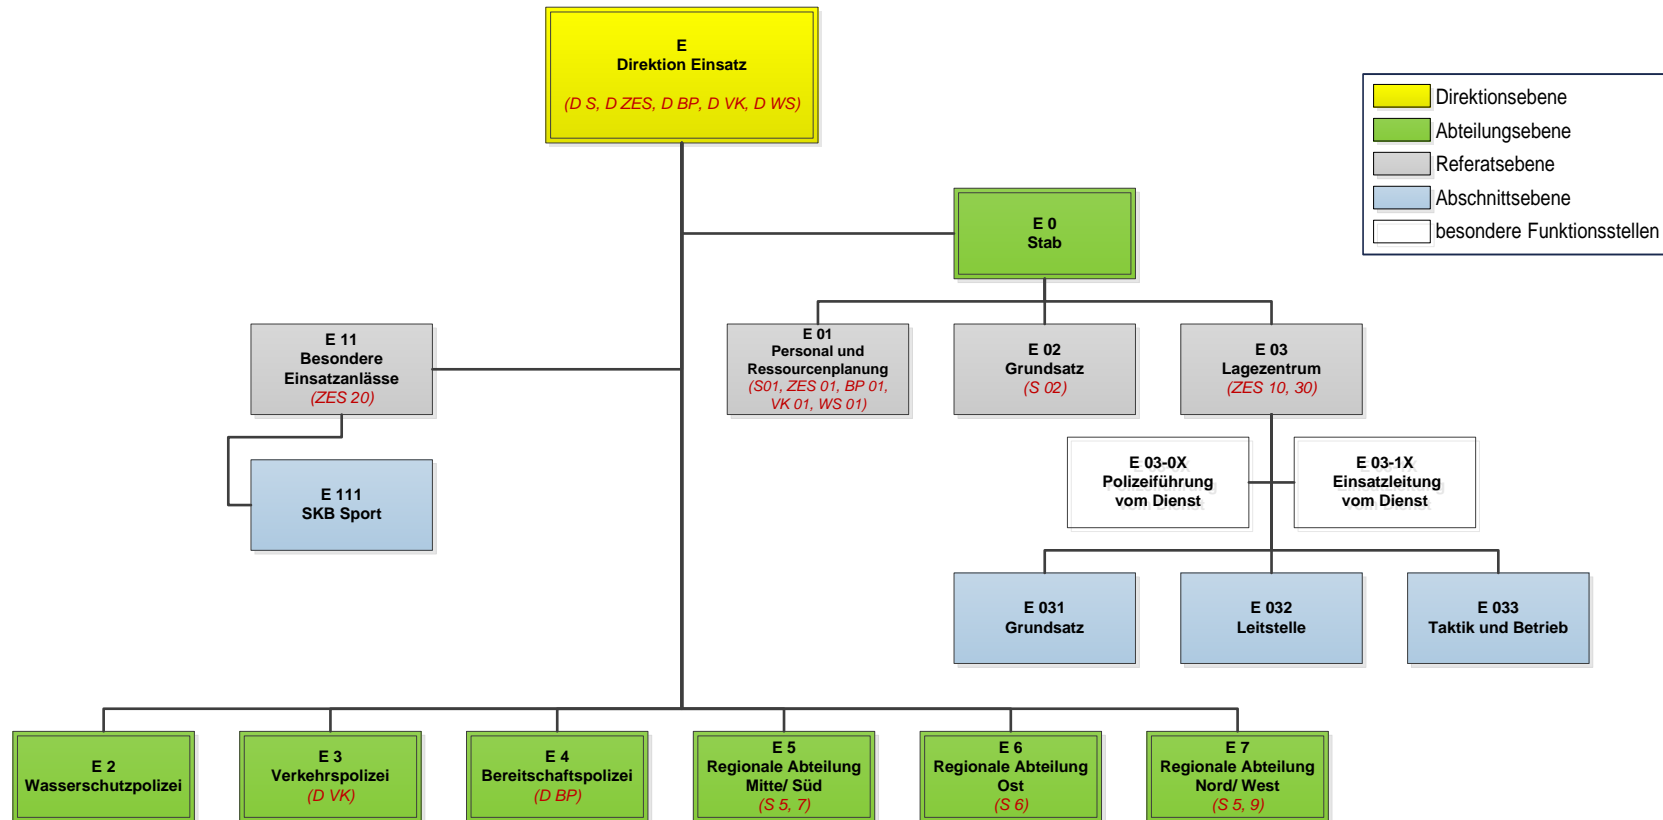 E
Direktion Einsatz
(D S, D ZES, D BP, D VK, D WS)
Direktionsebene
Abteilungsebene
Referatsebene
Abschnittsebene
besondere Funktionsstellen
E 0
Stab
E 11
Besondere
Einsatzanlässe
(ZES 20)
E 01
Personal und
Ressourcenplanung
(S01, ZES 01, BP 01,
VK 01, WS 01)
E 02
Grundsatz
(S 02)
E 03
Lagezentrum
(ZES 10, 30)
E 03-0X
Polizeiführung
vom Dienst
E 03-1X
Einsatzleitung
vom Dienst
E 111
SKB Sport
E 031
Grundsatz
E 032
Leitstelle
E 033
Taktik und Betrieb
E 2
Wasserschutzpolizei
E 3
Verkehrspolizei
(D VK)
E 4
Bereitschaftspolizei
(D BP)
E 5
Regionale Abteilung
Mitte/ Süd
(S 5, 7)
E 6
Regionale Abteilung
Ost
(S 6)
E 7
Regionale Abteilung
Nord/ West
(S 5, 9)